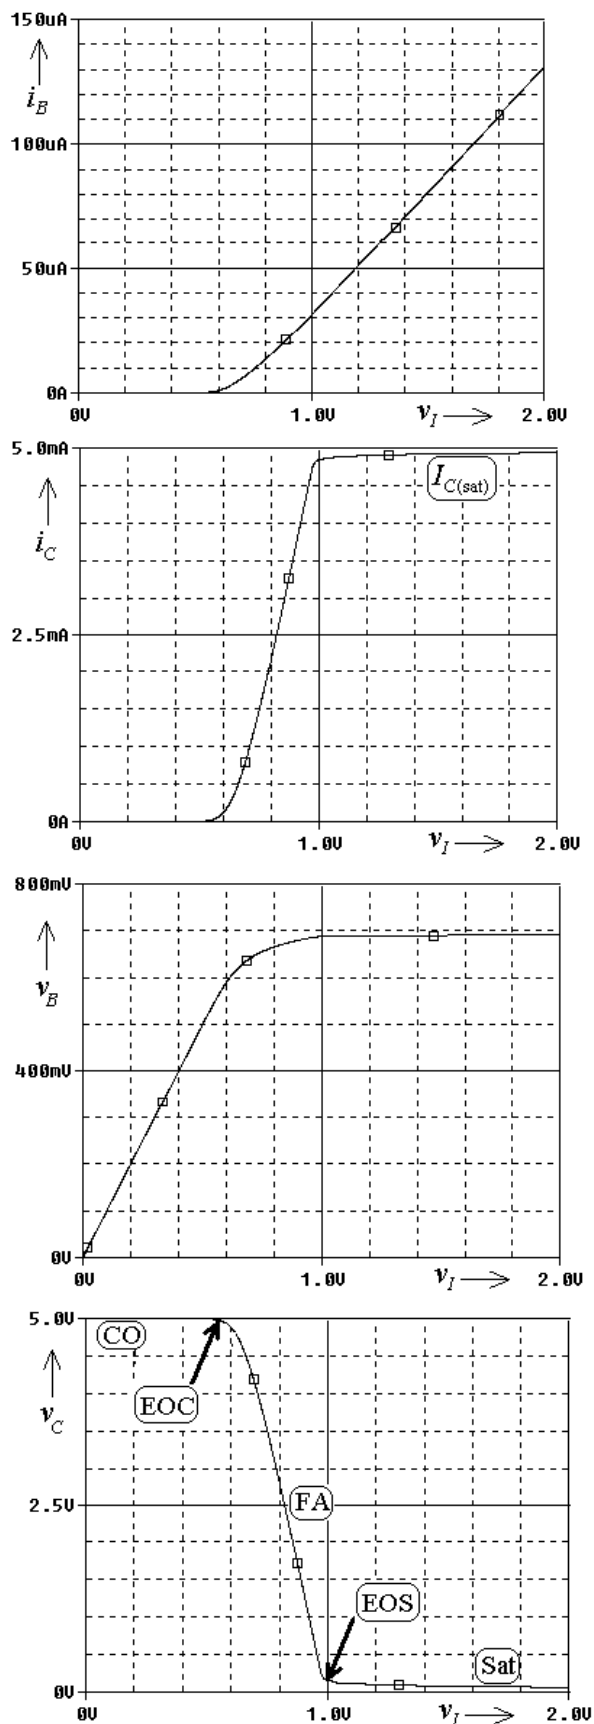 150uA
i_B
100uA
50uA
0A
0V
1.0V
v_I
2.0V
5.0mA
I_C(sat)
i_C
2.5mA
0A
0V
1.0V
v_I
2.0V
800mV
v_B
400mV
0V
0V
1.0V
v_I
2.0V
5.0V
CO
EOC
v_C
2.5V
FA
EOS
Sat
0V
0V
1.0V
v_I
2.0V